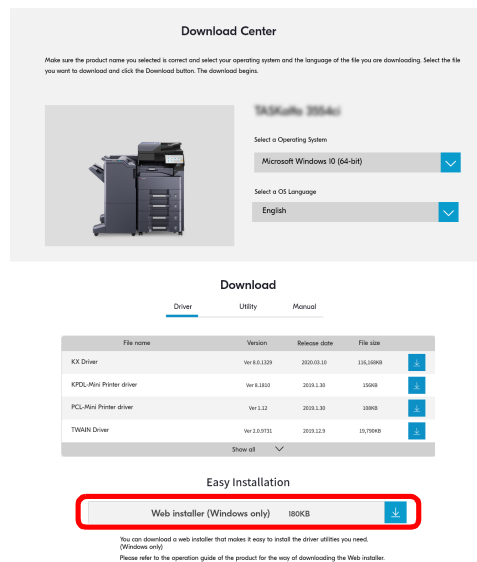 Download Center
Make sure the product name you selected is correct and select your operating system and the language of the file you are downloading. Select the file
you want to download and click the Download button. The download begins.
Select a Operating System
Microsoft Windows 10 (64-bit)
Select a OS Language
English
Download
Driver Utility Manual
File name Version Release date File size
KX Driver Ver 8.0.1329 2020.03.10 116,168KB
KPDL-Mini Printer driver Ver 8.1810 2019.1.30 156KB
PCL-Mini Printer driver Ver 1.12 2019.1.30 188KB
TWAIN Driver Ver 2.0.9731 2019.12.9 19,790KB
Show all
Easy Installation
Web installer (Windows only) 180KB
You can download a web installer that makes it easy to install the driver utilities you need.
(Windows only)
Please refer to the operation guide of the product for the way of downloading the Web installer.